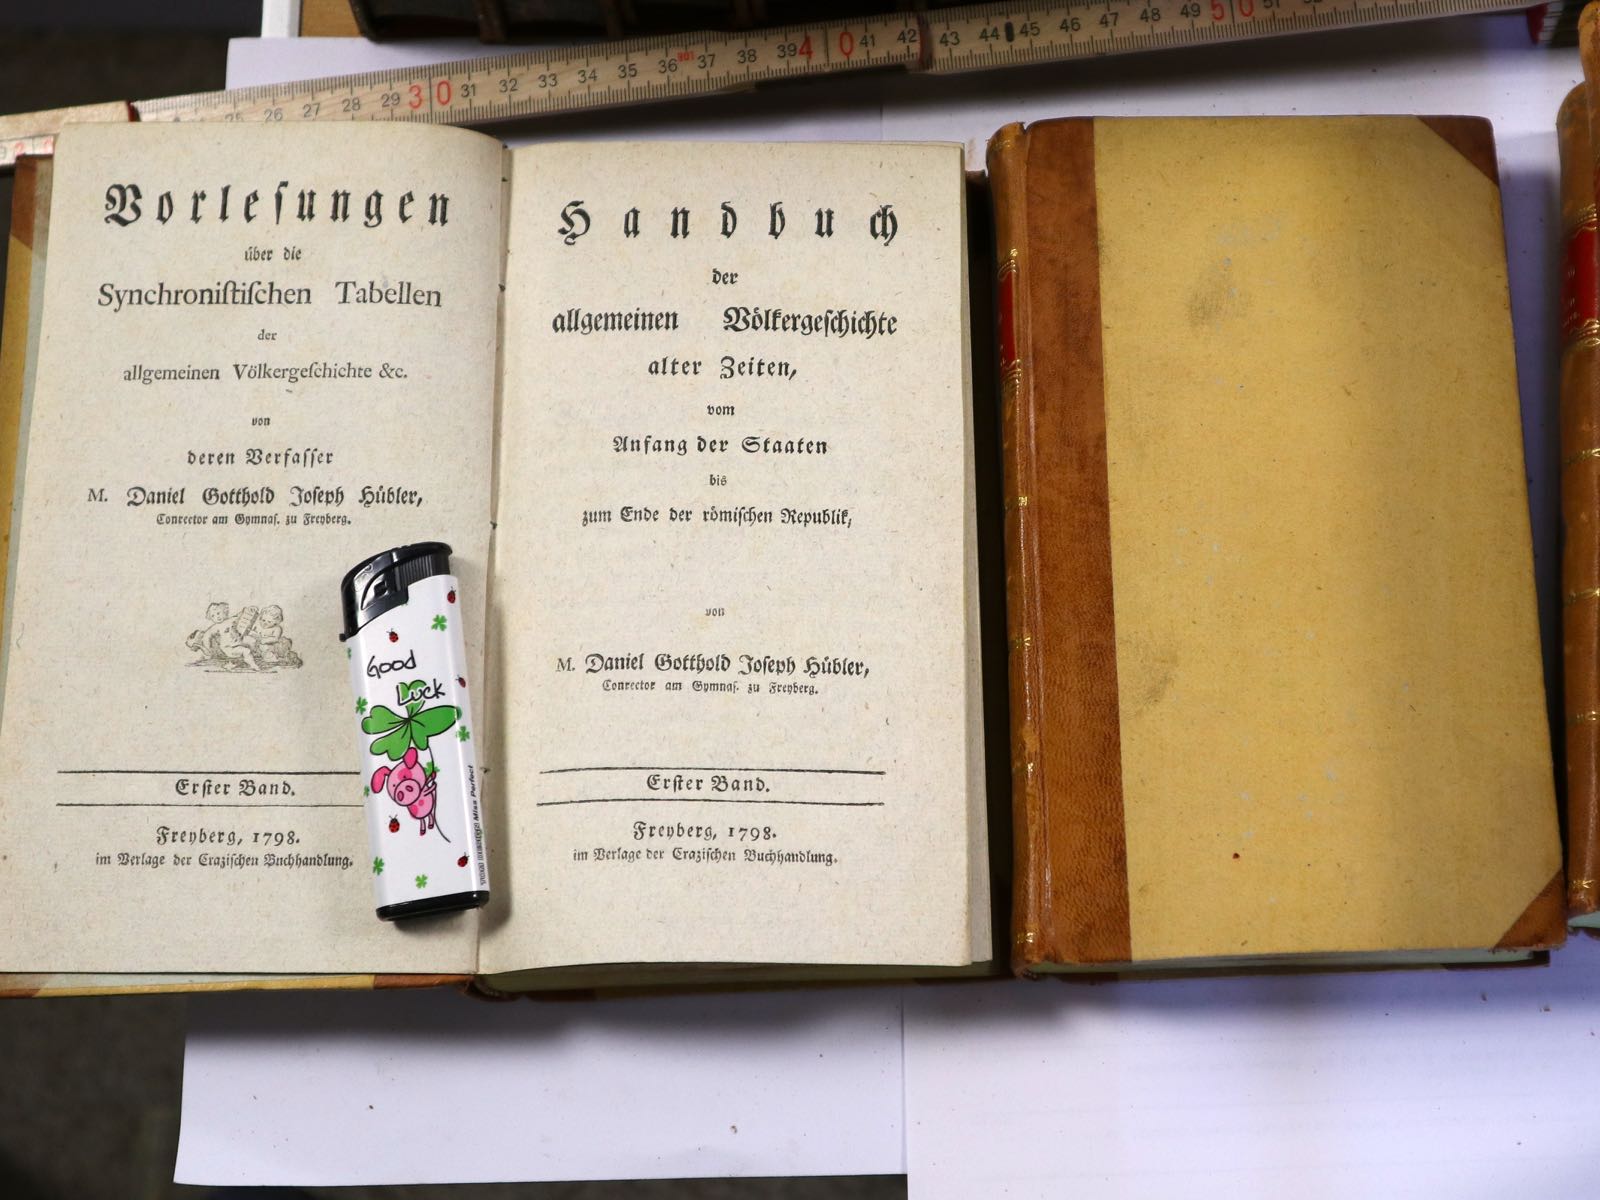 25 26 27 28 29 30 31 32 33 34 35 36 37 38 39 40 41 42 43 44 45 46 47 48 49 50 51
Vorleſungen
über die
Synchroniſtiſchen Tabellen
der
allgemeinen Völkergeſchichte &c.
von
deren Verfaſſer
M. Daniel Gotthold Joſeph Hübler,
Conrector am Gymnaſ. zu Freyberg.
Erſter Band.
Freyberg, 1798.
im Verlage der Craziſchen Buchhandlung.
Good
Luck
Miss Perfect
Handbuch
der
allgemeinen Völkergeſchichte
alter Zeiten,
vom
Anfang der Staaten
bis
zum Ende der römiſchen Republik,
von
M. Daniel Gotthold Joſeph Hübler,
Conrector am Gymnaſ. zu Freyberg.
Erſter Band.
Freyberg, 1798.
im Verlage der Craziſchen Buchhandlung.